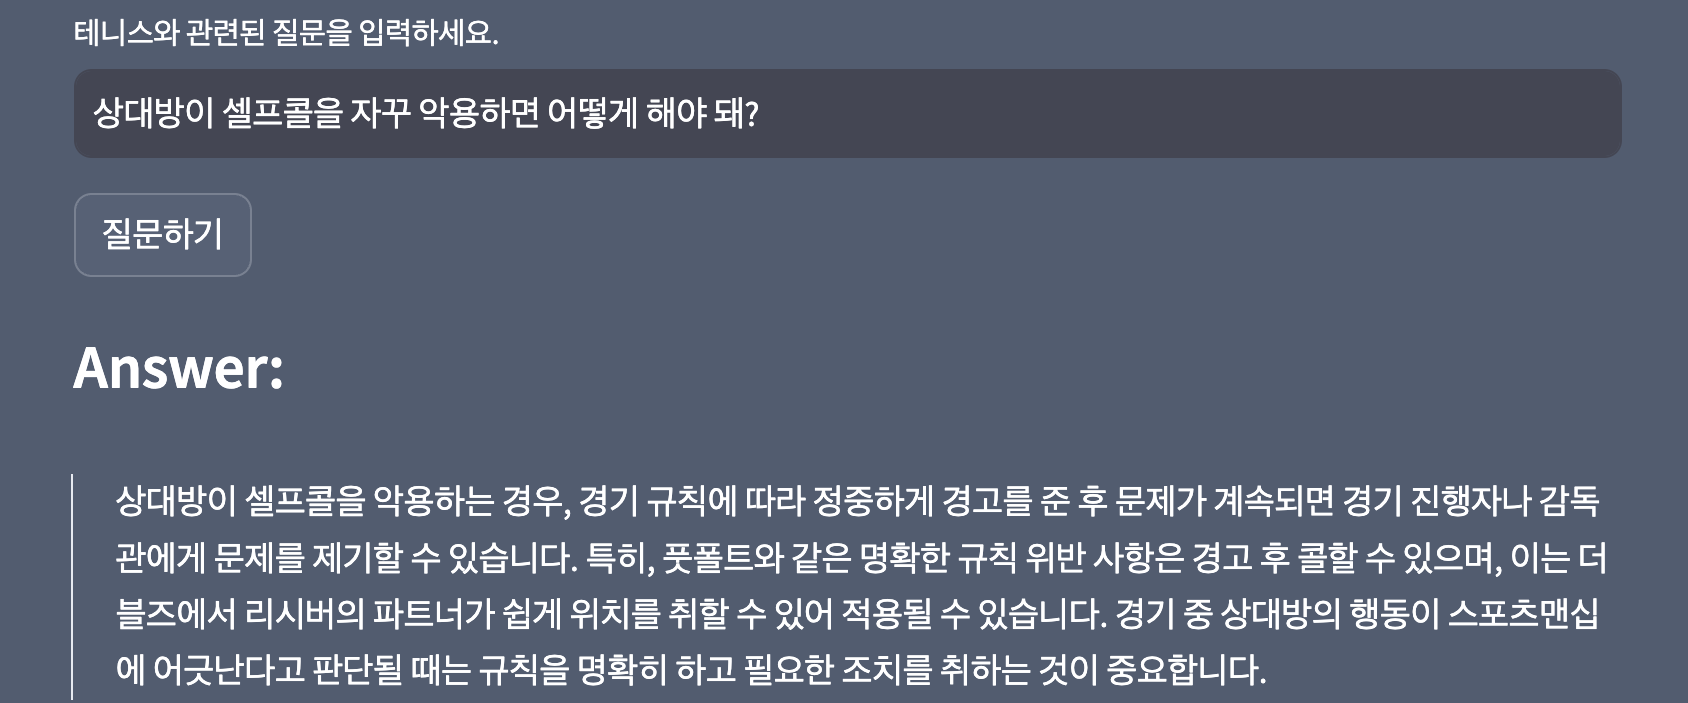 테니스와 관련된 질문을 입력하세요.
상대방이 셀프콜을 자꾸 악용하면 어떻게 해야 돼?
질문하기
Answer:
상대방이 셀프콜을 악용하는 경우, 경기 규칙에 따라 정중하게 경고를 준 후 문제가 계속되면 경기 진행자나 감독
관에게 문제를 제기할 수 있습니다. 특히, 풋폴트와 같은 명확한 규칙 위반 사항은 경고 후 콜할 수 있으며, 이는 더
블즈에서 리시버의 파트너가 쉽게 위치를 취할 수 있어 적용될 수 있습니다. 경기 중 상대방의 행동이 스포츠맨십
에 어긋난다고 판단될 때는 규칙을 명확히 하고 필요한 조치를 취하는 것이 중요합니다.